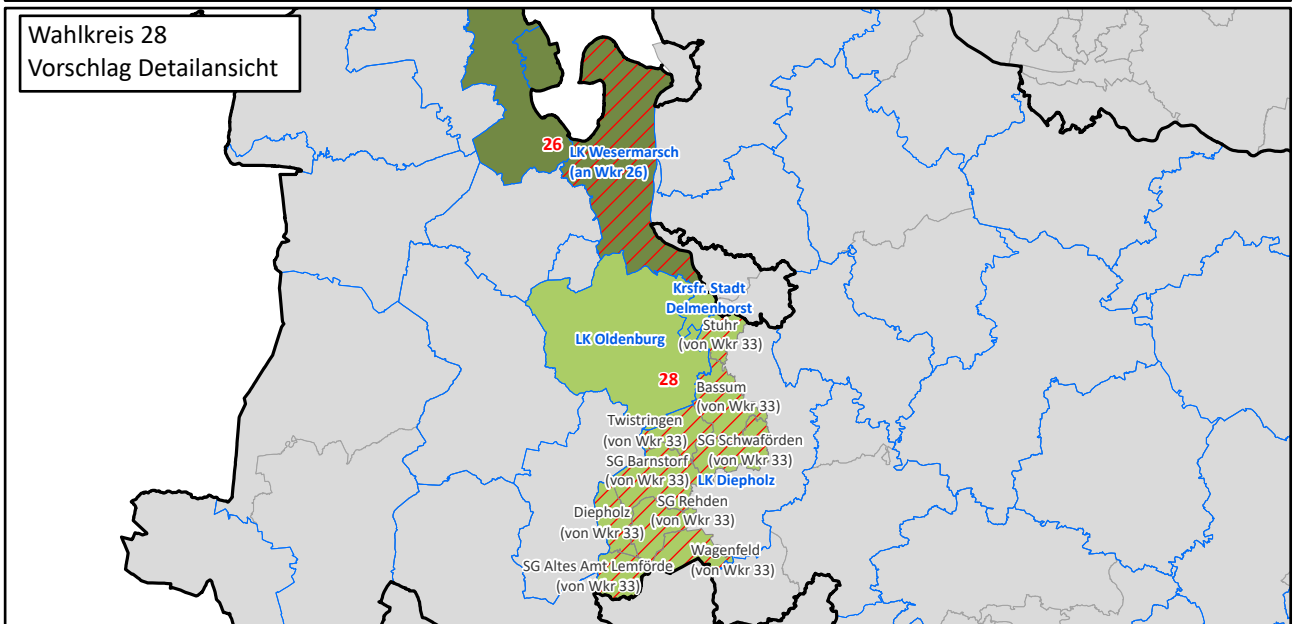 Wahlkreis 28
Vorschlag Detailansicht
26
LK Wesermarsch
(an Wkr 26)
Krsfr. Stadt
Delmenhorst
Stuhr
(von Wkr 33)
LK Oldenburg
28
Bassum
(von Wkr 33)
Twistringen
(von Wkr 33)
SG Schwaförden
(von Wkr 33)
SG Barnstorf
(von Wkr 33)
LK Diepholz
SG Rehden
(von Wkr 33)
Diepholz
(von Wkr 33)
Wagenfeld
(von Wkr 33)
SG Altes Amt Lemförde
(von Wkr 33)